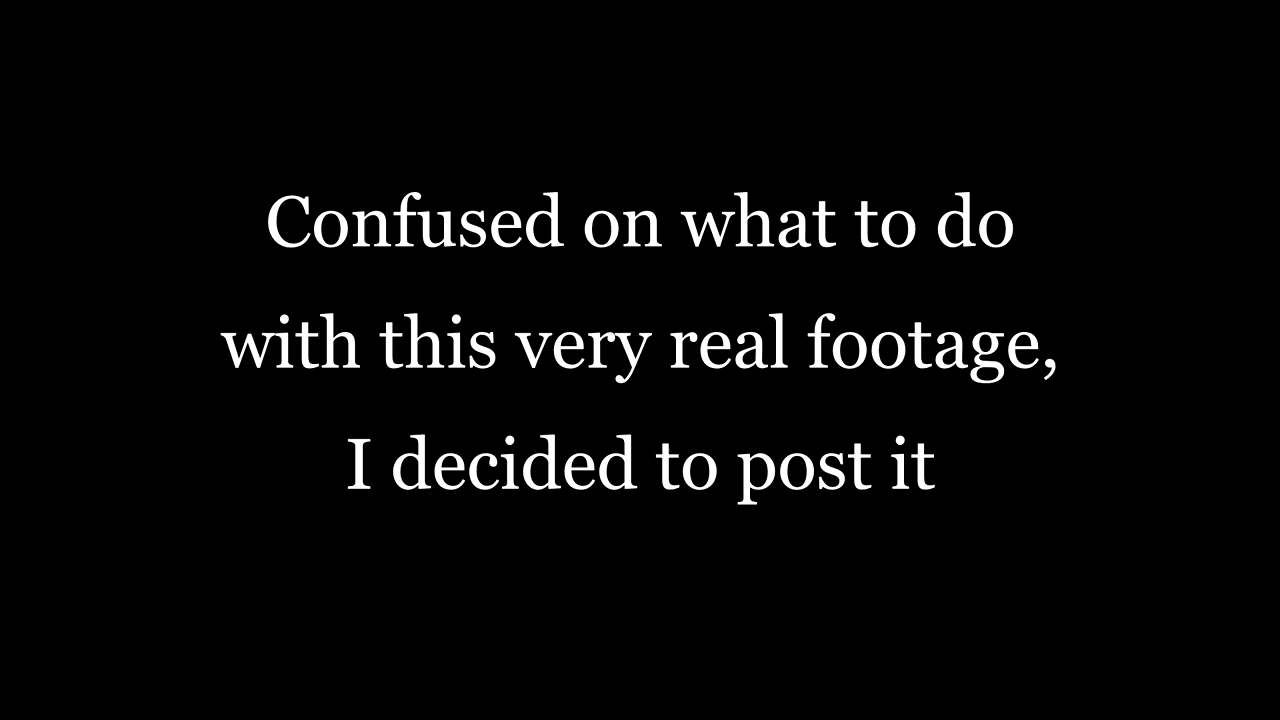 Confused on what to do
with this very real footage,
I decided to post it